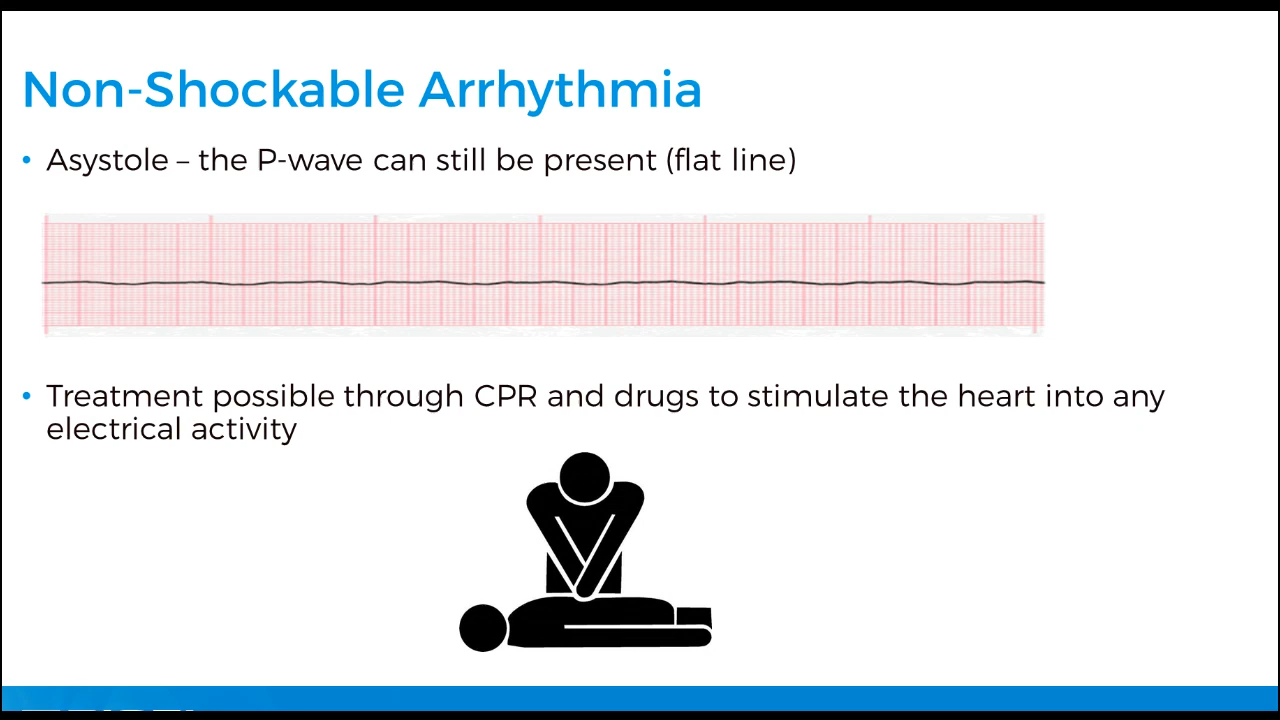 Non-Shockable Arrhythmia
• Asystole – the P-wave can still be present (flat line)
• Treatment possible through CPR and drugs to stimulate the heart into any
electrical activity